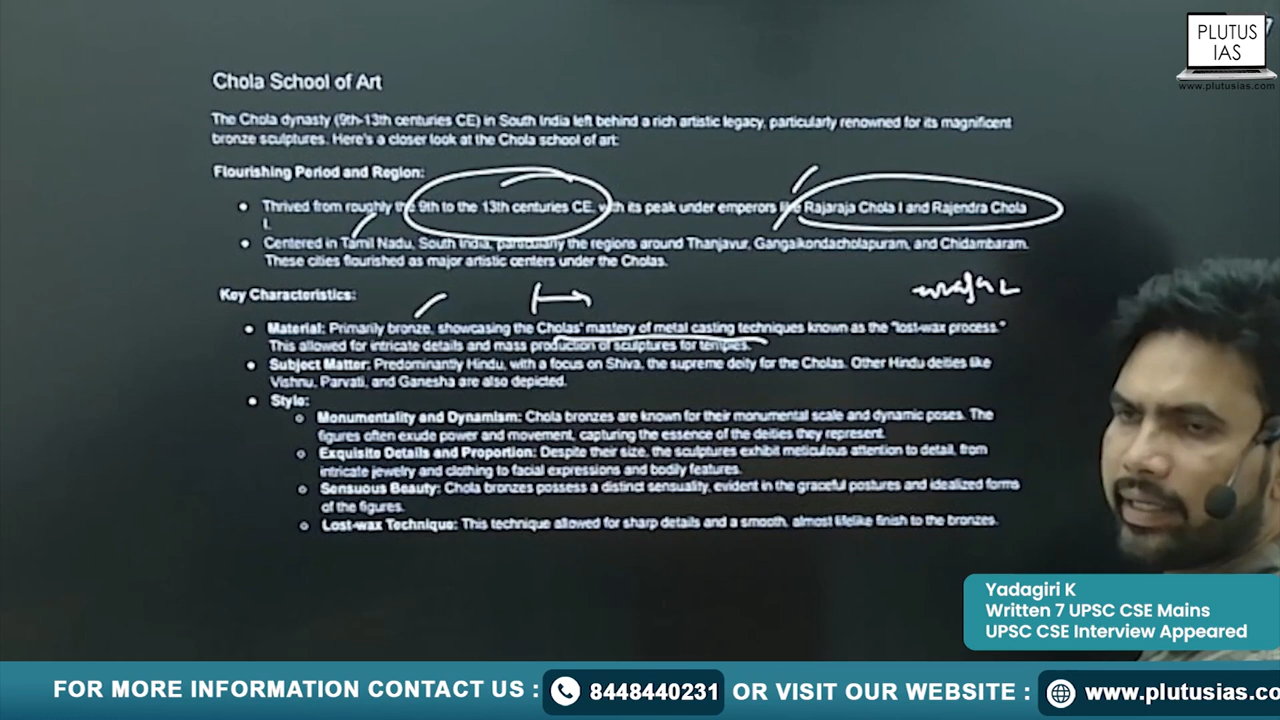 PLUTUS
IAS
www.plutusias.com
Chola School of Art
The Chola dynasty (9th-13th centuries CE) in South India left behind a rich artistic legacy, particularly renowned for its magnificent
bronze sculptures. Here's a closer look at the Chola school of art:
Flourishing Period and Region:
• Thrived from roughly the 9th to the 13th centuries CE, with its peak under emperors like Rajaraja Chola I and Rajendra Chola
I.
• Centered in Tamil Nadu, South India, particularly the regions around Thanjavur, Gangaikondacholapuram, and Chidambaram.
These cities flourished as major artistic centers under the Cholas.
Key Characteristics:
• Material: Primarily bronze, showcasing the Cholas' mastery of metal casting techniques known as the "lost-wax process."
This allowed for intricate details and mass production of sculptures for temples.
• Subject Matter: Predominantly Hindu, with a focus on Shiva, the supreme deity for the Cholas. Other Hindu deities like
Vishnu, Parvati, and Ganesha are also depicted.
• Style:
○ Monumentality and Dynamism: Chola bronzes are known for their monumental scale and dynamic poses. The
figures often exude power and movement, capturing the essence of the deities they represent.
○ Exquisite Details and Proportion: Despite their size, the sculptures exhibit meticulous attention to detail, from
intricate jewelry and clothing to facial expressions and bodily features.
○ Sensuous Beauty: Chola bronzes possess a distinct sensuality, evident in the graceful postures and idealized forms
of the figures.
○ Lost-wax Technique: This technique allowed for sharp details and a smooth, almost lifelike finish to the bronzes.
Yadagiri K
Written 7 UPSC CSE Mains
UPSC CSE Interview Appeared
FOR MORE INFORMATION CONTACT US : 8448440231 OR VISIT OUR WEBSITE : www.plutusias.co